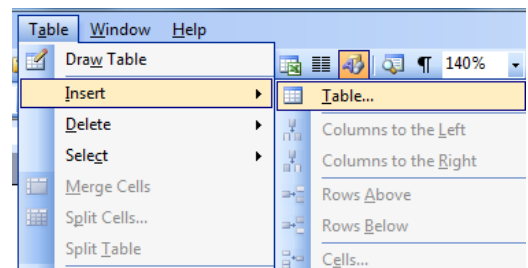 Table Window Help
Draw Table
140%
Insert
Table...
Delete
Columns to the Left
Select
Columns to the Right
Merge Cells
Rows Above
Split Cells...
Rows Below
Split Table
Cells...